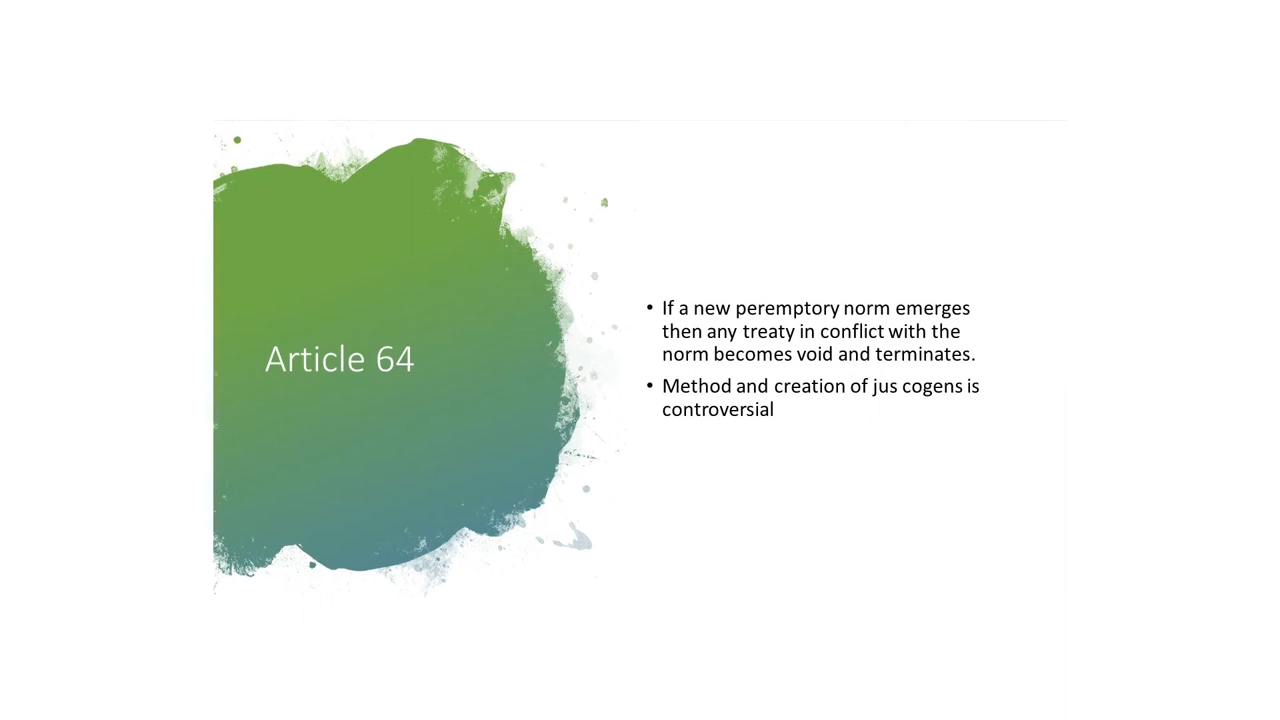 Article 64
• If a new peremptory norm emerges
then any treaty in conflict with the
norm becomes void and terminates.
• Method and creation of jus cogens is
controversial